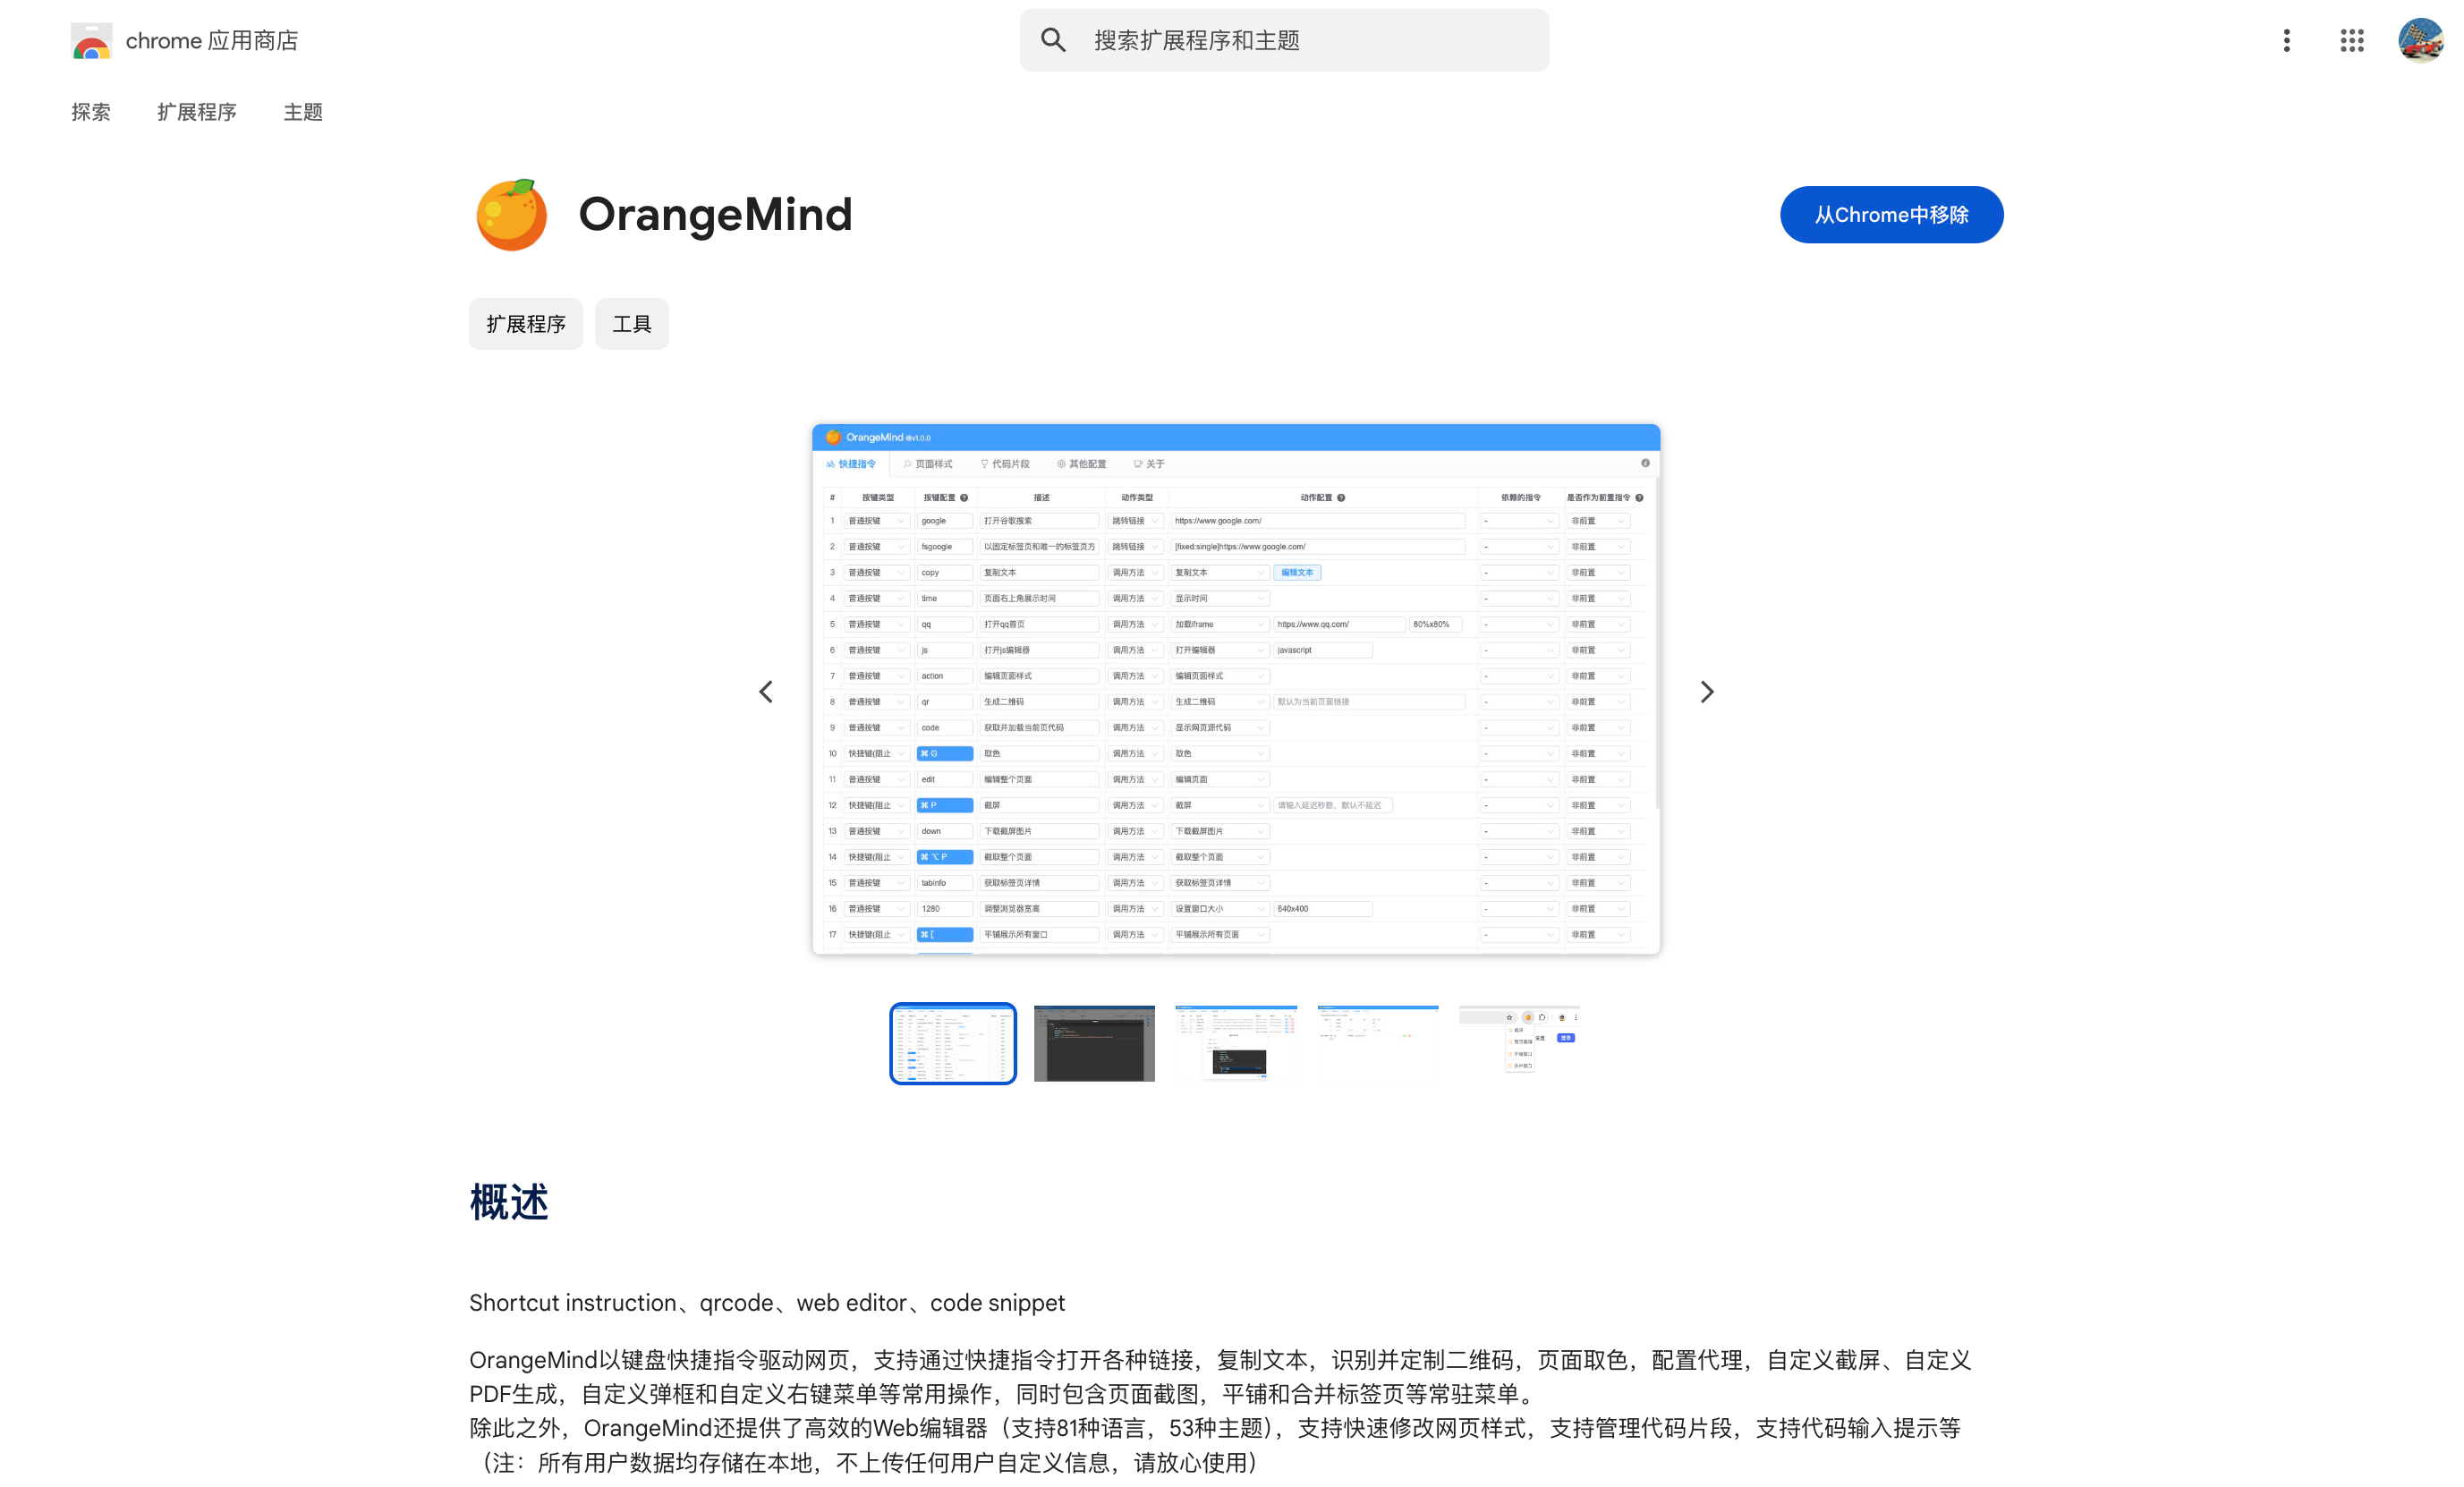 chrome 应用商店
搜索扩展程序和主题
探索 扩展程序 主题
OrangeMind
从Chrome中移除
扩展程序 工具
OrangeMind @v1.0.0
快捷指令 页面样式 代码片段 其他配置 关于
# 按键类型 按键配置 描述 动作类型 动作配置 依赖的指令 是否作为前置指令
1 普通按键 google 打开谷歌搜索 跳转链接 https://www.google.com/ - 非前置
2 普通按键 fsgoogle 以固定标签页和唯一的标签页方 跳转链接 [fixed:single]https://www.google.com/ - 非前置
3 普通按键 copy 复制文本 调用方法 复制文本 编辑文本 - 非前置
4 普通按键 time 页面右上角展示时间 调用方法 显示时间 - 非前置
5 普通按键 qq 打开qq首页 调用方法 加载iframe https://www.qq.com/ 80%x80% - 非前置
6 普通按键 js 打开js编辑器 调用方法 打开编辑器 javascript - 非前置
7 普通按键 action 编辑页面样式 调用方法 编辑页面样式 - 非前置
8 普通按键 qr 生成二维码 调用方法 生成二维码 默认为当前页面链接 - 非前置
9 普通按键 code 获取并加载当前页代码 调用方法 显示网页源代码 - 非前置
10 快捷键(阻止 ⌘ G 取色 调用方法 取色 - 非前置
11 普通按键 edit 编辑整个页面 调用方法 编辑页面 - 非前置
12 快捷键(阻止 ⌘ P 截屏 调用方法 截屏 请输入延迟秒数，默认不延迟 - 非前置
13 普通按键 down 下载截屏图片 调用方法 下载截屏图片 - 非前置
14 快捷键(阻止 ⌘ ⌥ P 截取整个页面 调用方法 截取整个页面 - 非前置
15 普通按键 tabinfo 获取标签页详情 调用方法 获取标签页详情 - 非前置
16 普通按键 1280 调整浏览器宽高 调用方法 设置窗口大小 640x400 - 非前置
17 快捷键(阻止 ⌘ [ 平铺展示所有窗口 调用方法 平铺展示所有页面 - 非前置
概述
Shortcut instruction、qrcode、web editor、code snippet
OrangeMind以键盘快捷指令驱动网页，支持通过快捷指令打开各种链接，复制文本，识别并定制二维码，页面取色，配置代理，自定义截屏、自定义
PDF生成，自定义弹框和自定义右键菜单等常用操作，同时包含页面截图，平铺和合并标签页等常驻菜单。
除此之外，OrangeMind还提供了高效的Web编辑器（支持81种语言，53种主题），支持快速修改网页样式，支持管理代码片段，支持代码输入提示等
（注：所有用户数据均存储在本地，不上传任何用户自定义信息，请放心使用）